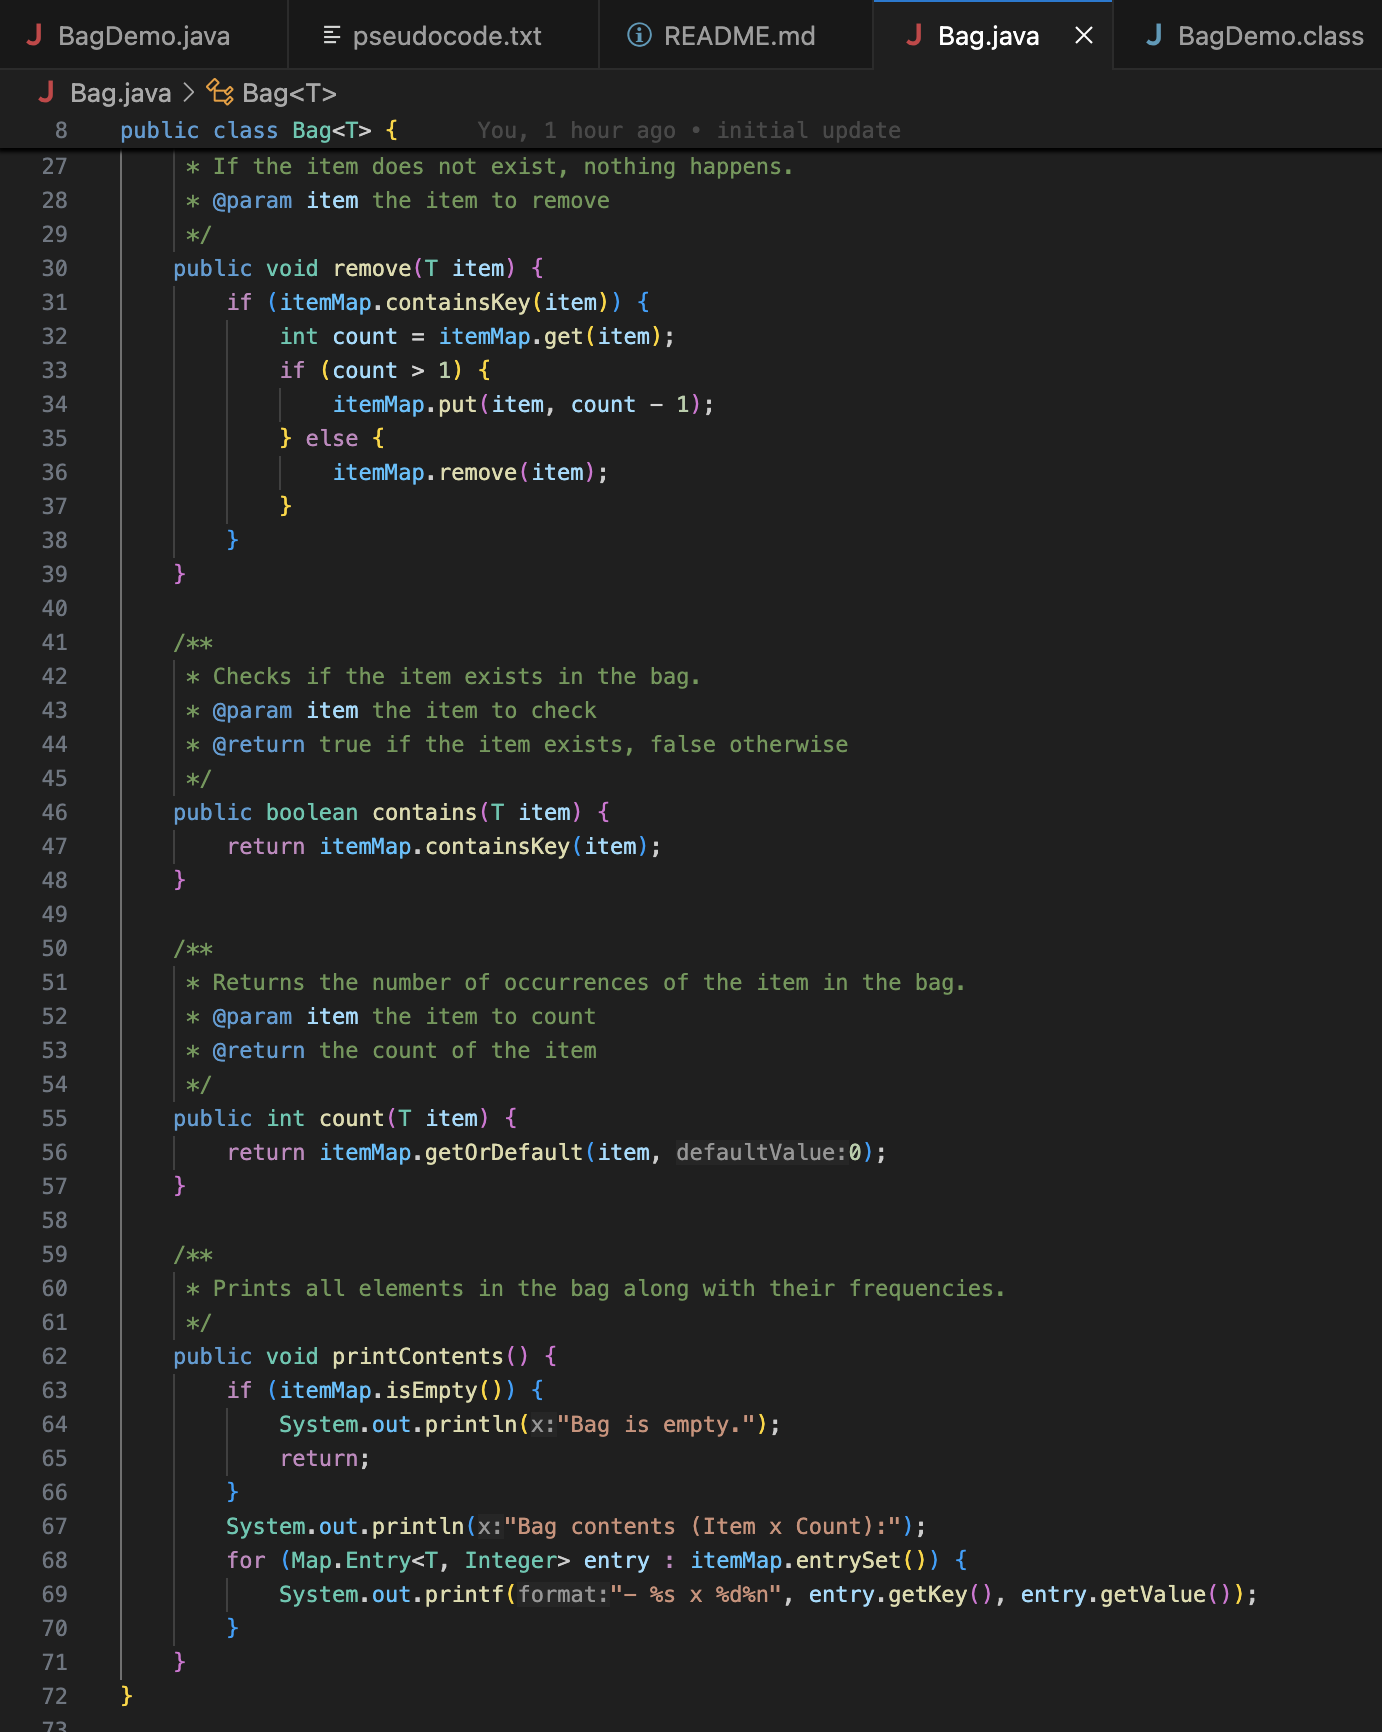 BagDemo.java pseudocode.txt README.md Bag.java BagDemo.class
Bag.java > Bag<T>
8 public class Bag<T> { You, 1 hour ago • initial update
27 * If the item does not exist, nothing happens.
28 * @param item the item to remove
29 */
30 public void remove(T item) {
31 if (itemMap.containsKey(item)) {
32 int count = itemMap.get(item);
33 if (count > 1) {
34 itemMap.put(item, count - 1);
35 } else {
36 itemMap.remove(item);
37 }
38 }
39 }
40
41 /**
42 * Checks if the item exists in the bag.
43 * @param item the item to check
44 * @return true if the item exists, false otherwise
45 */
46 public boolean contains(T item) {
47 return itemMap.containsKey(item);
48 }
49
50 /**
51 * Returns the number of occurrences of the item in the bag.
52 * @param item the item to count
53 * @return the count of the item
54 */
55 public int count(T item) {
56 return itemMap.getOrDefault(item, defaultValue:0);
57 }
58
59 /**
60 * Prints all elements in the bag along with their frequencies.
61 */
62 public void printContents() {
63 if (itemMap.isEmpty()) {
64 System.out.println(x:"Bag is empty.");
65 return;
66 }
67 System.out.println(x:"Bag contents (Item x Count):");
68 for (Map.Entry<T, Integer> entry : itemMap.entrySet()) {
69 System.out.printf(format:"- %s x %d%n", entry.getKey(), entry.getValue());
70 }
71 }
72 }
73